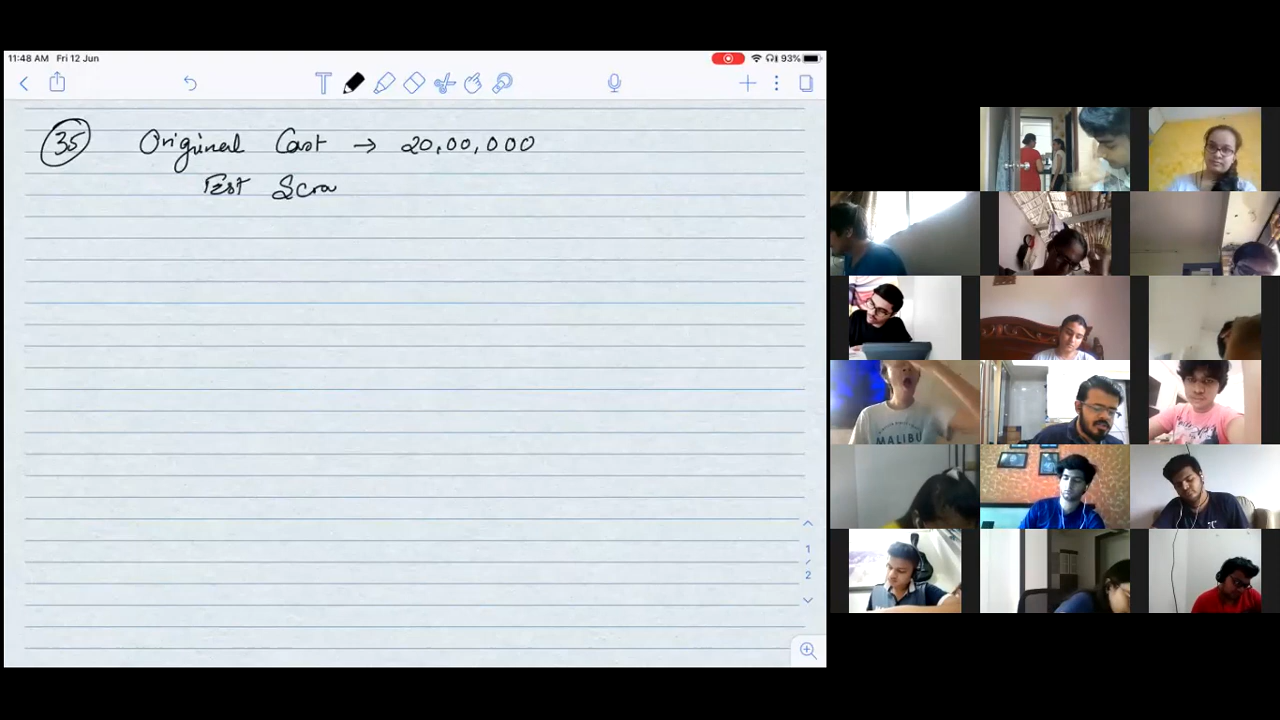 11:48 AM Fri 12 Jun
93%
T
35 Original Cost → 20,00,000
Est Scra
MALIBU
1
2